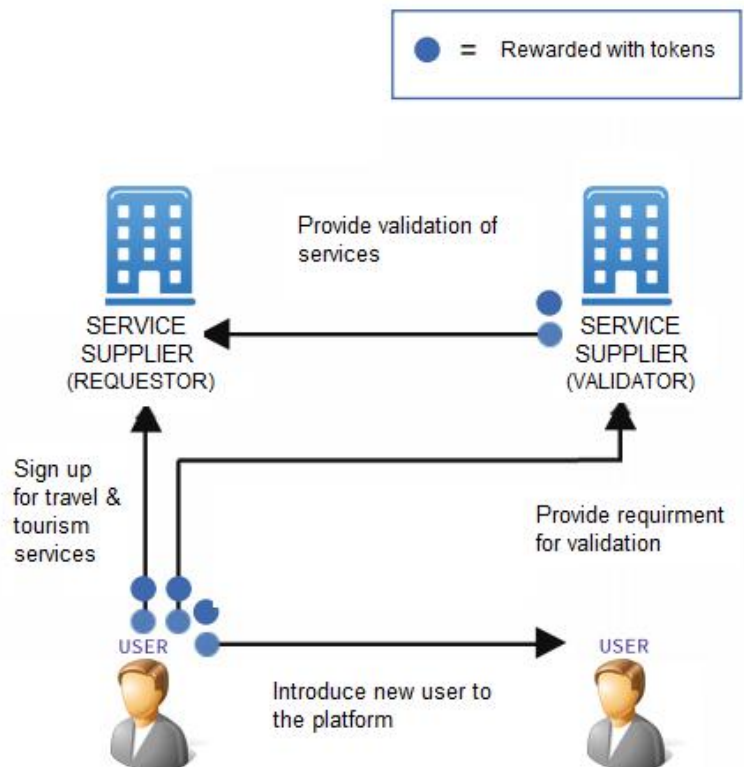 = Rewarded with tokens
Provide validation of
services
SERVICE
SUPPLIER
(REQUESTOR)
SERVICE
SUPPLIER
(VALIDATOR)
Sign up
for travel &
tourism
services
Provide requirment
for validation
USER
USER
Introduce new user to
the platform